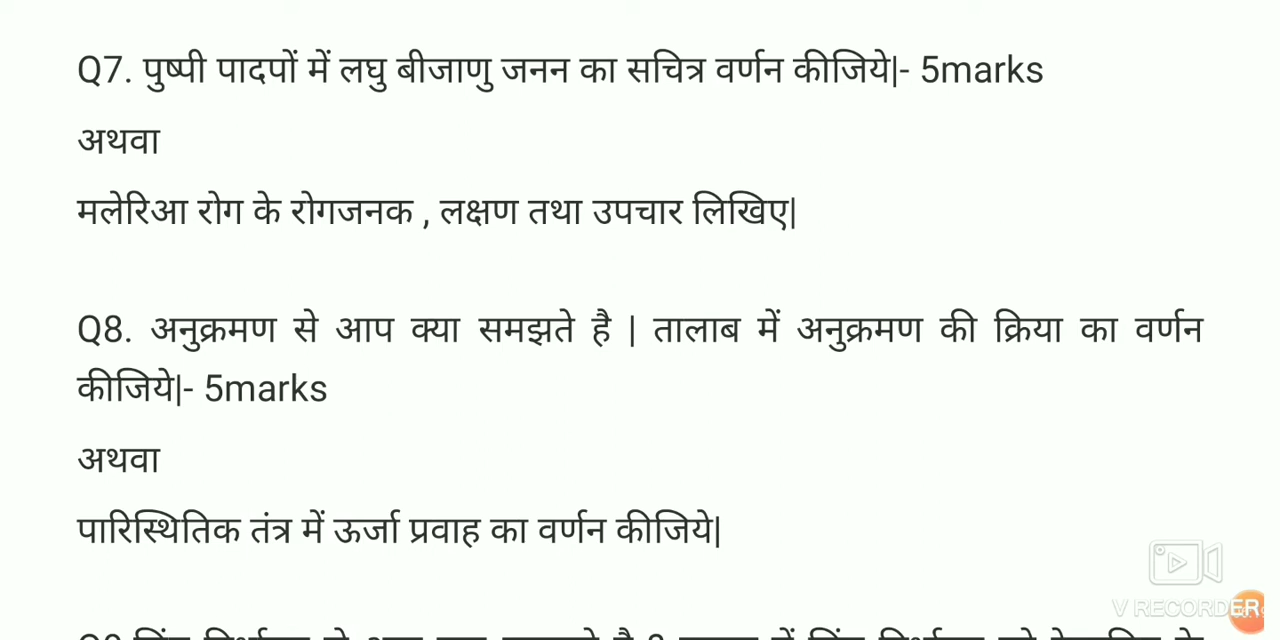 Q7. पुष्पी पादपों में लघु बीजाणु जनन का सचित्र वर्णन कीजिये|- 5marks
अथवा
मलेरिआ रोग के रोगजनक , लक्षण तथा उपचार लिखिए|
Q8. अनुक्रमण से आप क्या समझते है | तालाब में अनुक्रमण की क्रिया का वर्णन
कीजिये|- 5marks
अथवा
पारिस्थितिक तंत्र में ऊर्जा प्रवाह का वर्णन कीजिये|
V RECORDER